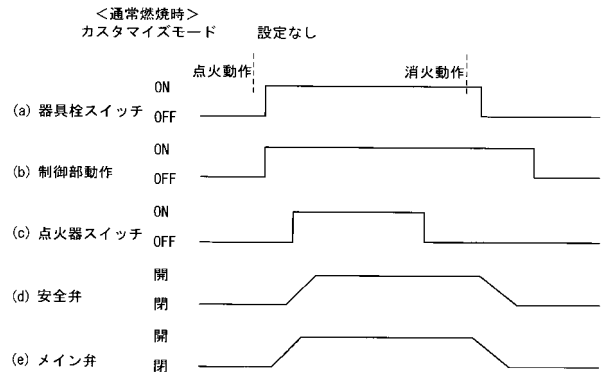 ＜通常燃焼時＞
カスタマイズモード 設定なし
点火動作 消火動作
ON
(a) 器具栓スイッチ OFF
ON
(b) 制御部動作 OFF
ON
(c) 点火器スイッチ OFF
開
(d) 安全弁 閉
開
(e) メイン弁 閉